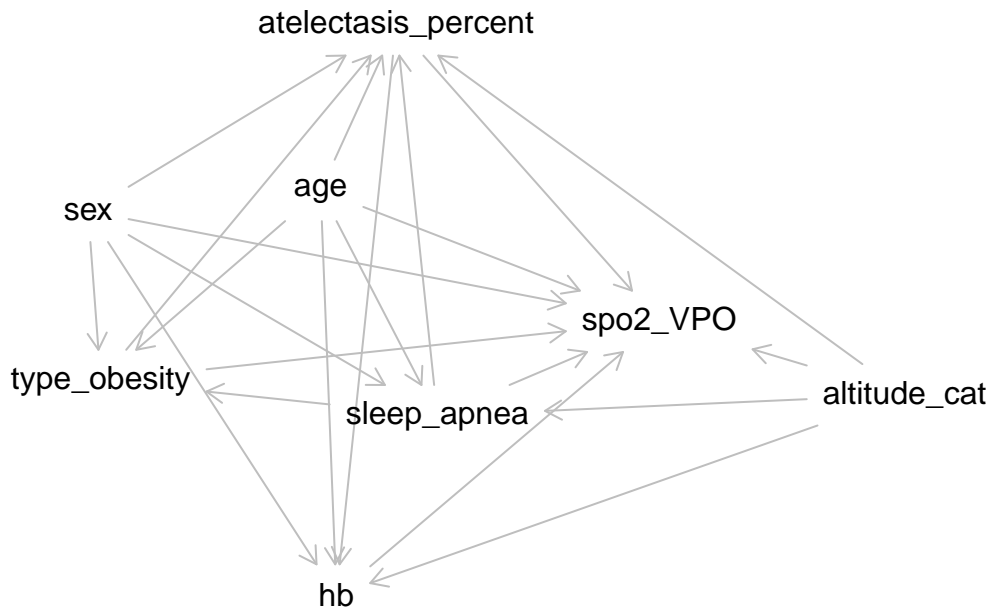 atelectasis_percent
age
sex
spo2_VPO
type_obesity
altitude_cat
sleep_apnea
hb